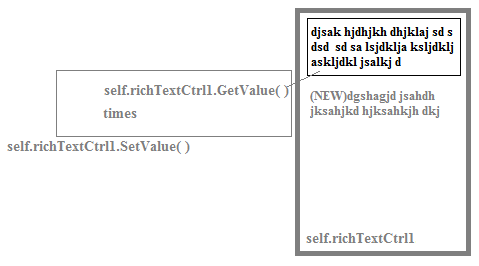 djsak hjdhjkh dhjklaj sd s
dsd  sd sa lsjdklja ksljdklj
askljdkl jsalkj d
self.richTextCtrl1.GetValue( )
(NEW)dgshagjd jsahdh
jksahjkd hjksahkjh dkj
times
self.richTextCtrl1.SetValue( )
self.richTextCtrl1